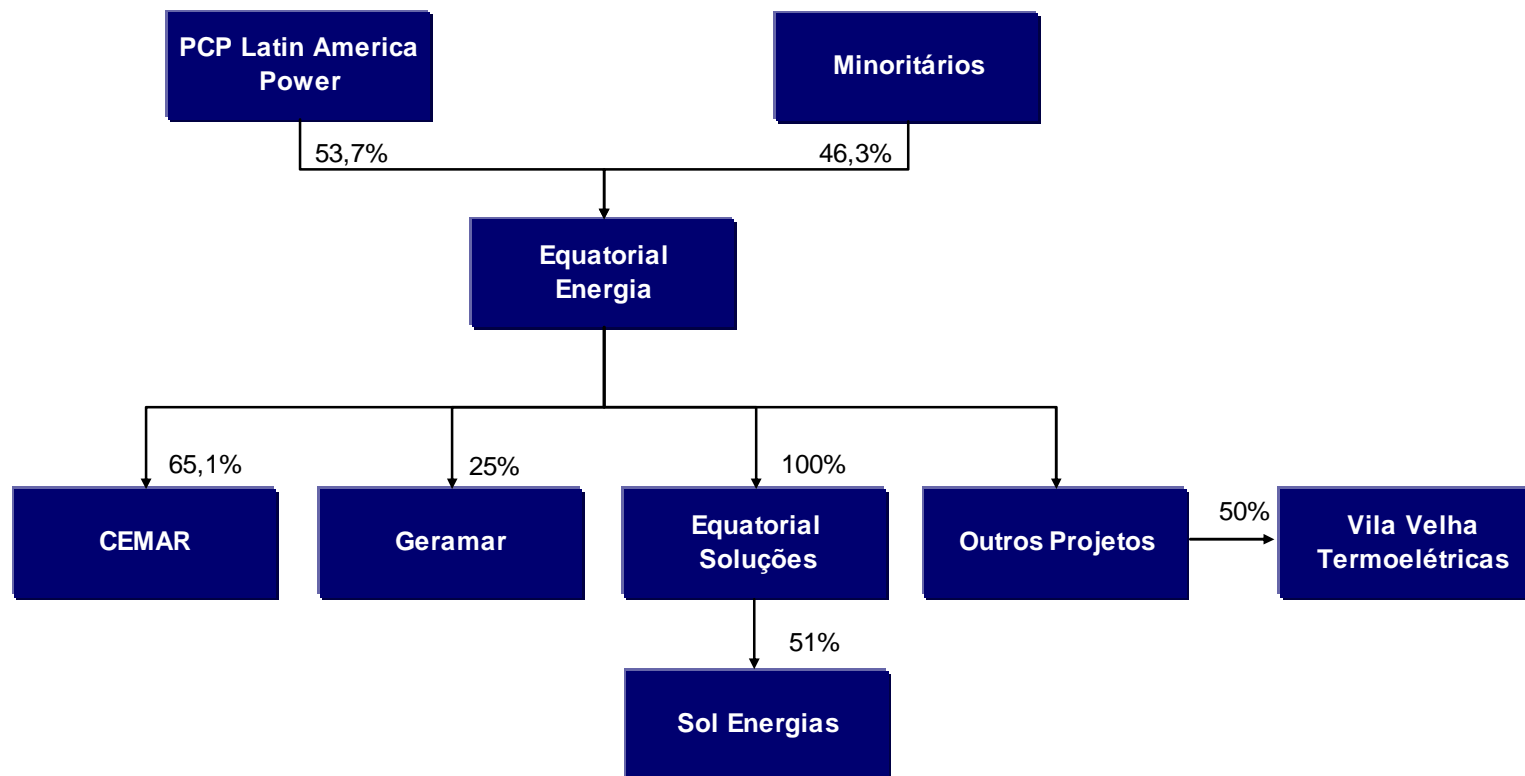 PCP Latin America
Power
Minoritários
53,7%
46,3%
Equatorial
Energia
65,1%
25%
100%
50%
CEMAR
Geramar
Equatorial
Soluções
Outros Projetos
Vila Velha
Termoelétricas
51%
Sol Energias